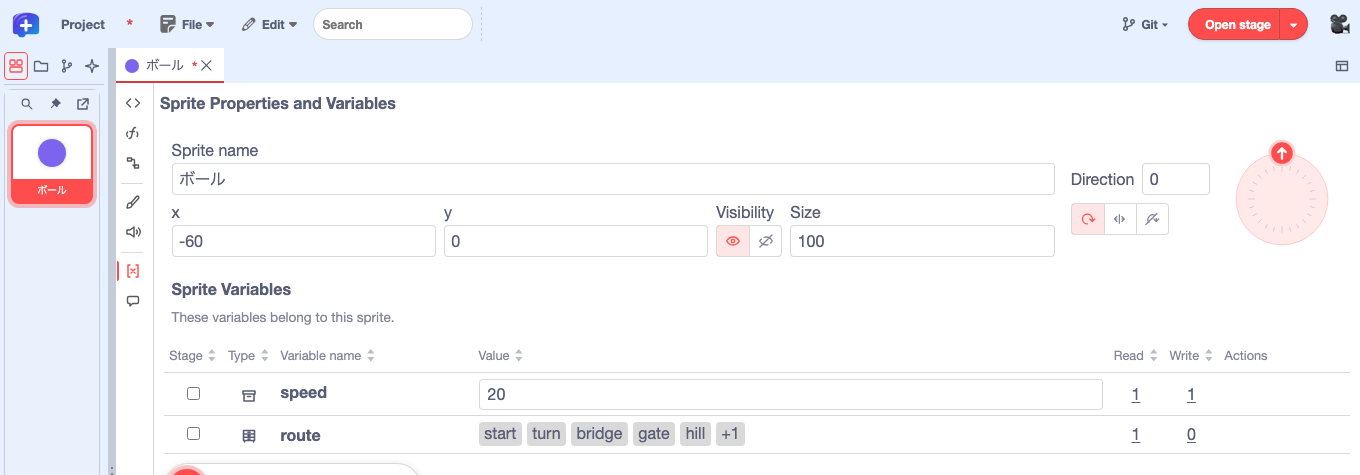 Project * File Edit Search Git Open stage
ボール *
Sprite Properties and Variables
Sprite name
ボール
Direction 0
ボール
x y Visibility Size
-60 0 100
Sprite Variables
These variables belong to this sprite.
Stage Type Variable name Value Read Write Actions
speed 20 1 1
route start turn bridge gate hill +1 1 0